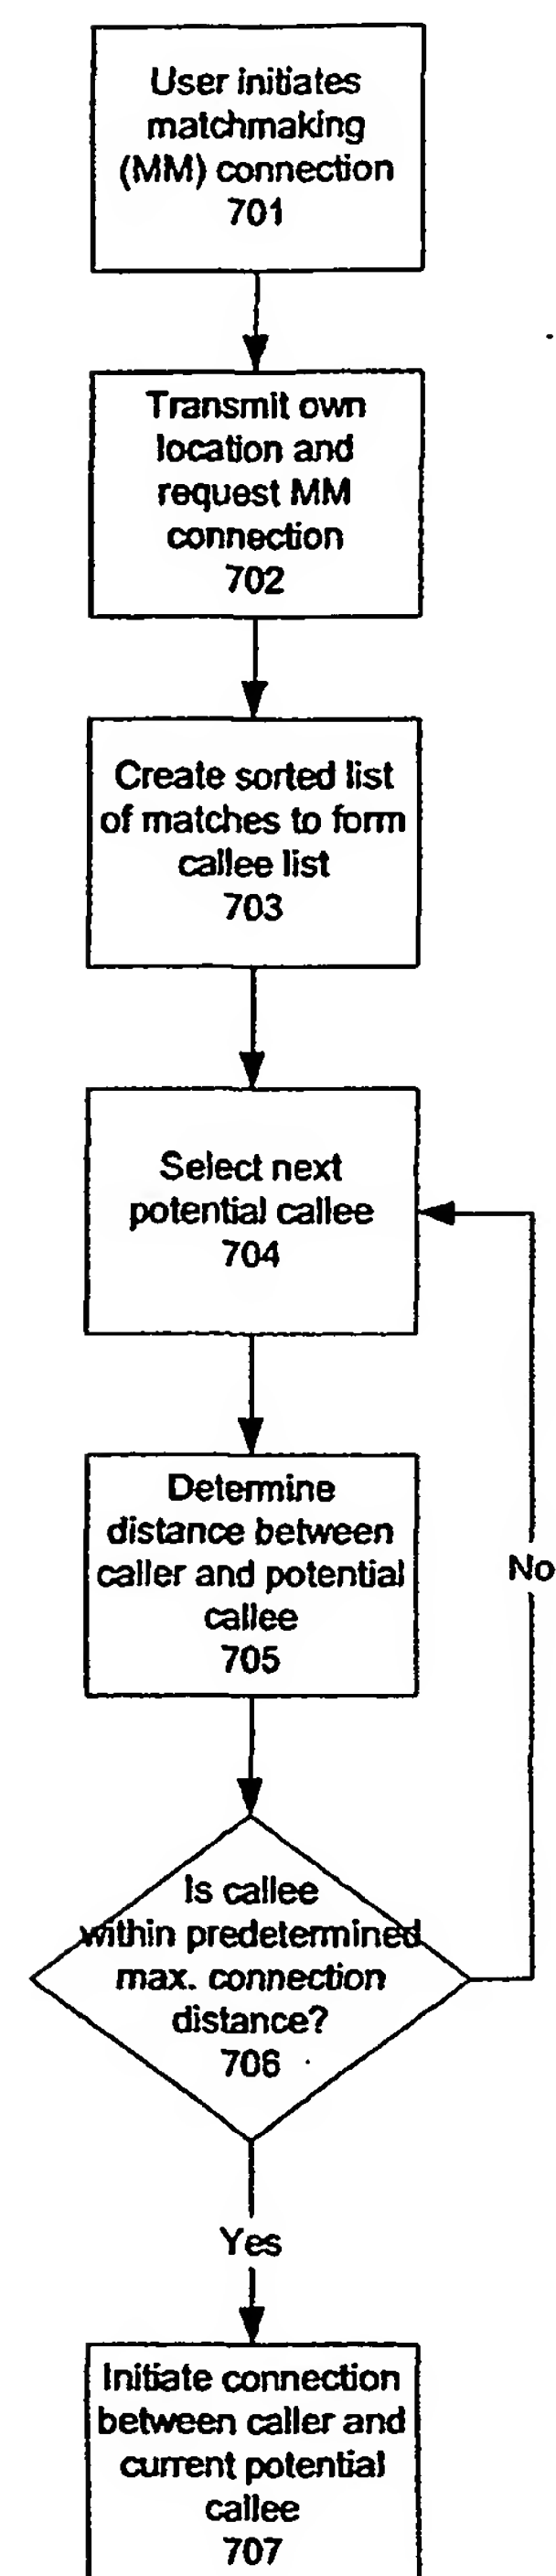 User initiates
matchmaking
(MM) connection
701
Transmit own
location and
request MM
connection
702
Create sorted list
of matches to form
callee list
703
Select next
potential callee
704
Determine
distance between
caller and potential
callee
705
No
Is callee
within predetermined
max. connection
distance?
706
Yes
Initiate connection
between caller and
current potential
callee
707